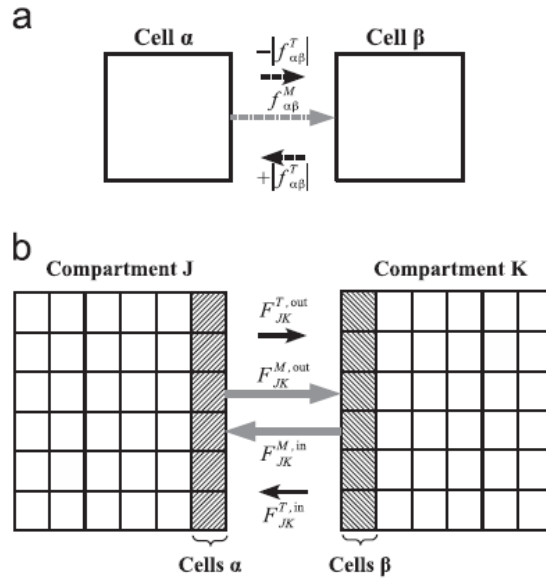 a
Cell α Cell β
−|f^T_αβ|
f^M_αβ
+|f^T_αβ|
b
Compartment J Compartment K
F^{T,out}_JK
F^{M,out}_JK
F^{M,in}_JK
F^{T,in}_JK
Cells α Cells β